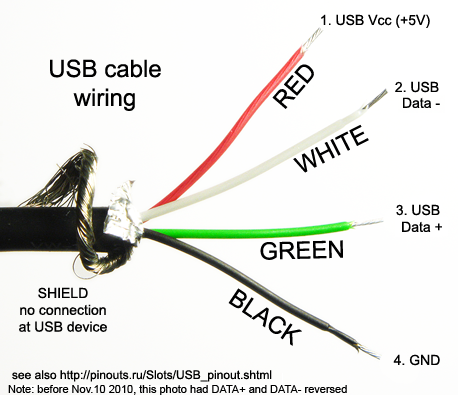 USB cable
wiring
1. USB Vcc (+5V)
RED
2. USB
Data -
WHITE
3. USB
Data +
GREEN
BLACK
SHIELD
no connection
at USB device
4. GND
see also http://pinouts.ru/Slots/USB_pinout.shtml
Note: before Nov.10 2010, this photo had DATA+ and DATA- reversed